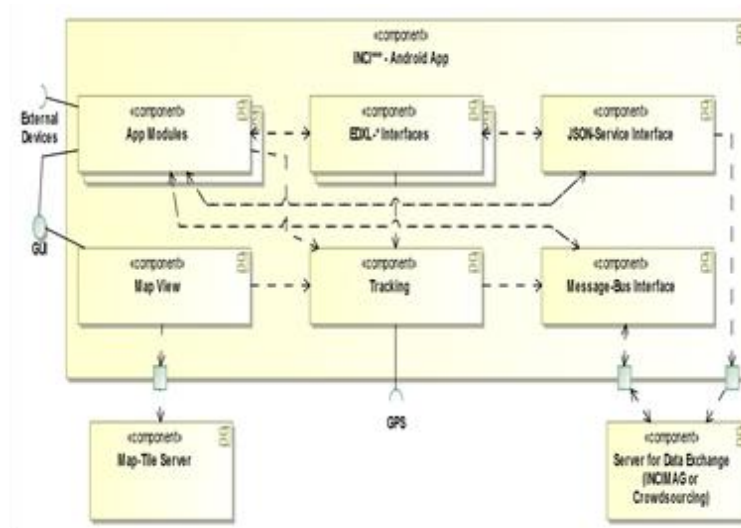 «component»
INCI*** - Android App
External
Devices
«component»
App Modules
«component»
EDXL-* Interfaces
«component»
JSON-Service Interface
GUI
«component»
Map View
«component»
Tracking
«component»
Message-Bus Interface
GPS
«component»
Map-Tile Server
«component»
Server for Data Exchange
(INCIMAG or
Crowdsourcing)